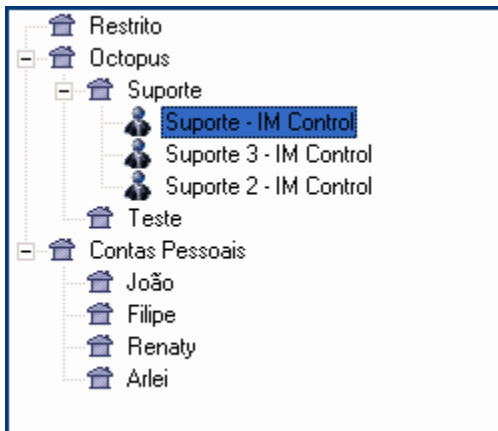 Restrito
Octopus
Suporte
Suporte - IM Control
Suporte 3 - IM Control
Suporte 2 - IM Control
Teste
Contas Pessoais
João
Filipe
Renaty
Arlei